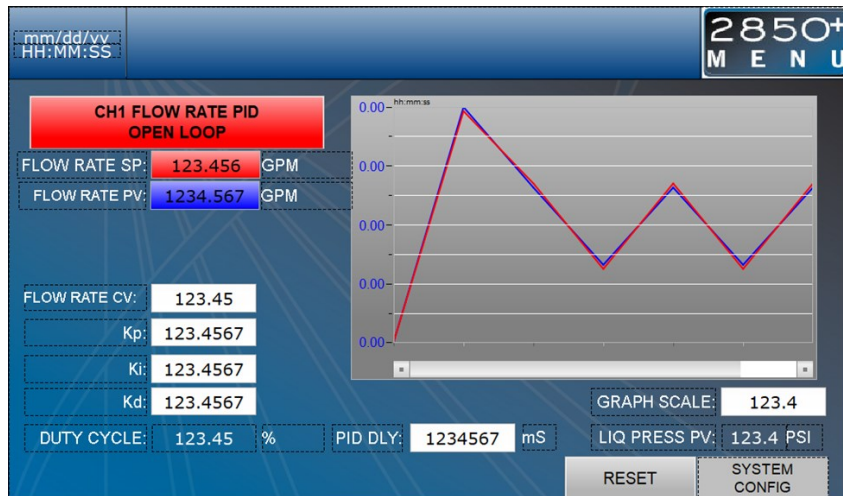 mm/dd/yy
HH:MM:SS
2850+
MENU
CH1 FLOW RATE PID
OPEN LOOP
FLOW RATE SP: 123.456 GPM
FLOW RATE PV: 1234.567 GPM
hh:mm:ss
0.00
0.00
0.00
0.00
0.00
FLOW RATE CV: 123.45
Kp: 123.4567
Ki: 123.4567
Kd: 123.4567
GRAPH SCALE: 123.4
DUTY CYCLE: 123.45 % PID DLY: 1234567 mS LIQ PRESS PV: 123.4 PSI
RESET
SYSTEM
CONFIG